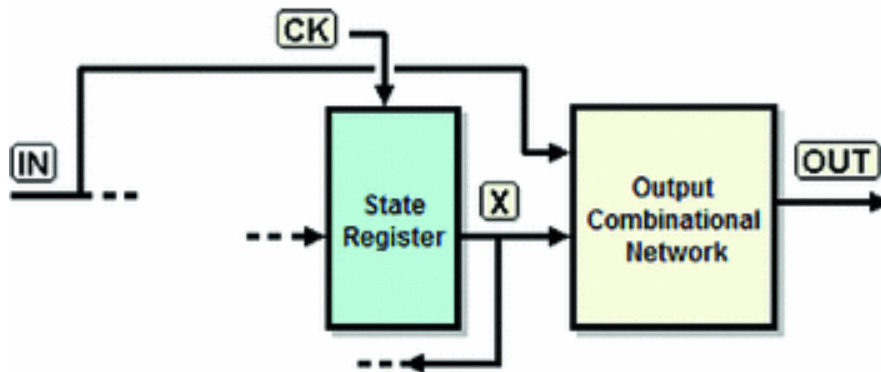 CK
IN
State
Register
X
Output
Combinational
Network
OUT